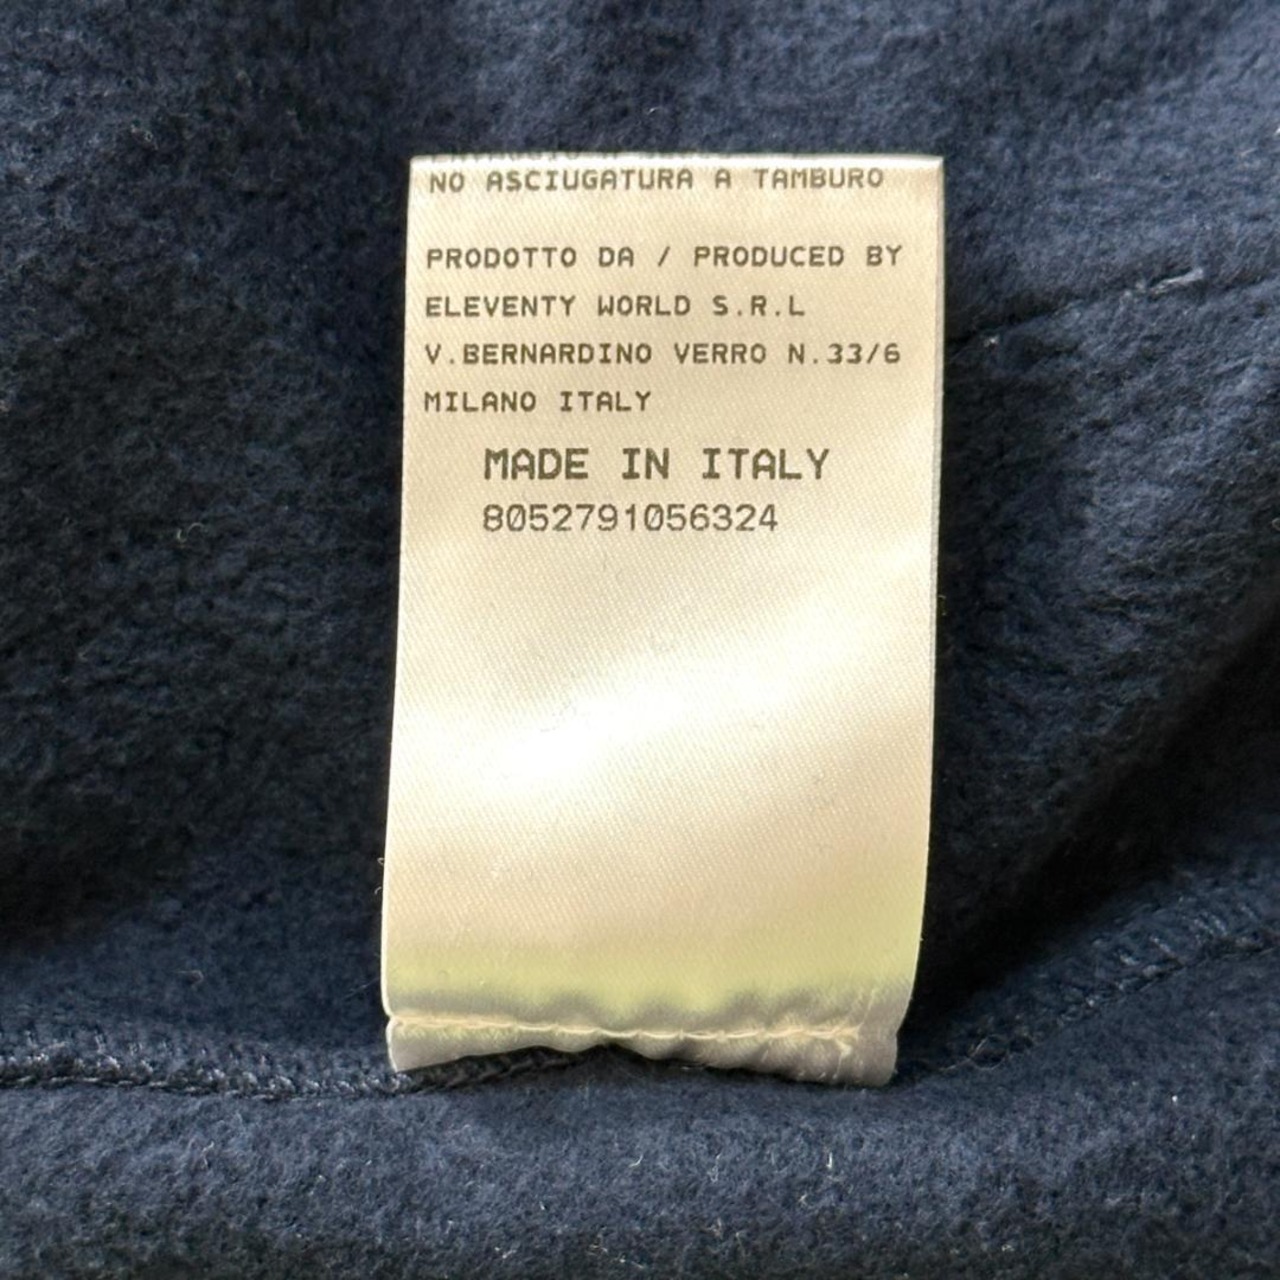 NO ASCIUGATURA A TAMBURO
PRODOTTO DA / PRODUCED BY
ELEVENTY WORLD S.R.L
V.BERNARDINO VERRO N.33/6
MILANO ITALY
MADE IN ITALY
8052791056324